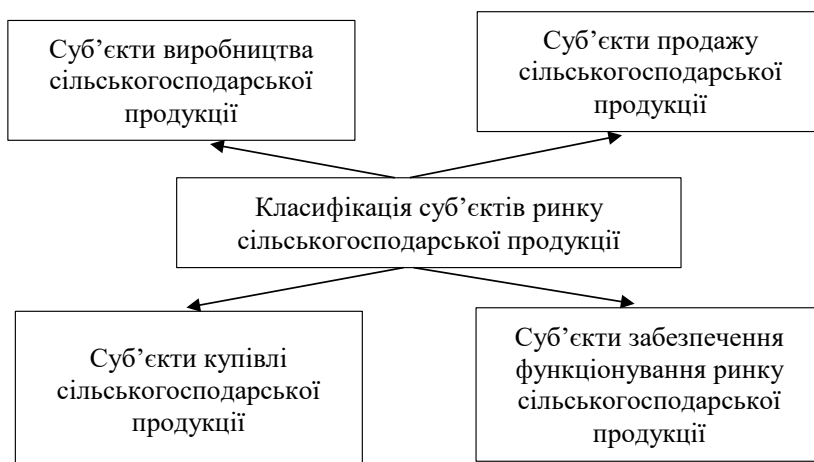 Суб’єкти виробництва
сільськогосподарської
продукції
Суб’єкти продажу
сільськогосподарської
продукції
Класифікація суб’єктів ринку
сільськогосподарської продукції
Суб’єкти купівлі
сільськогосподарської
продукції
Суб’єкти забезпечення
функціонування ринку
сільськогосподарської
продукції